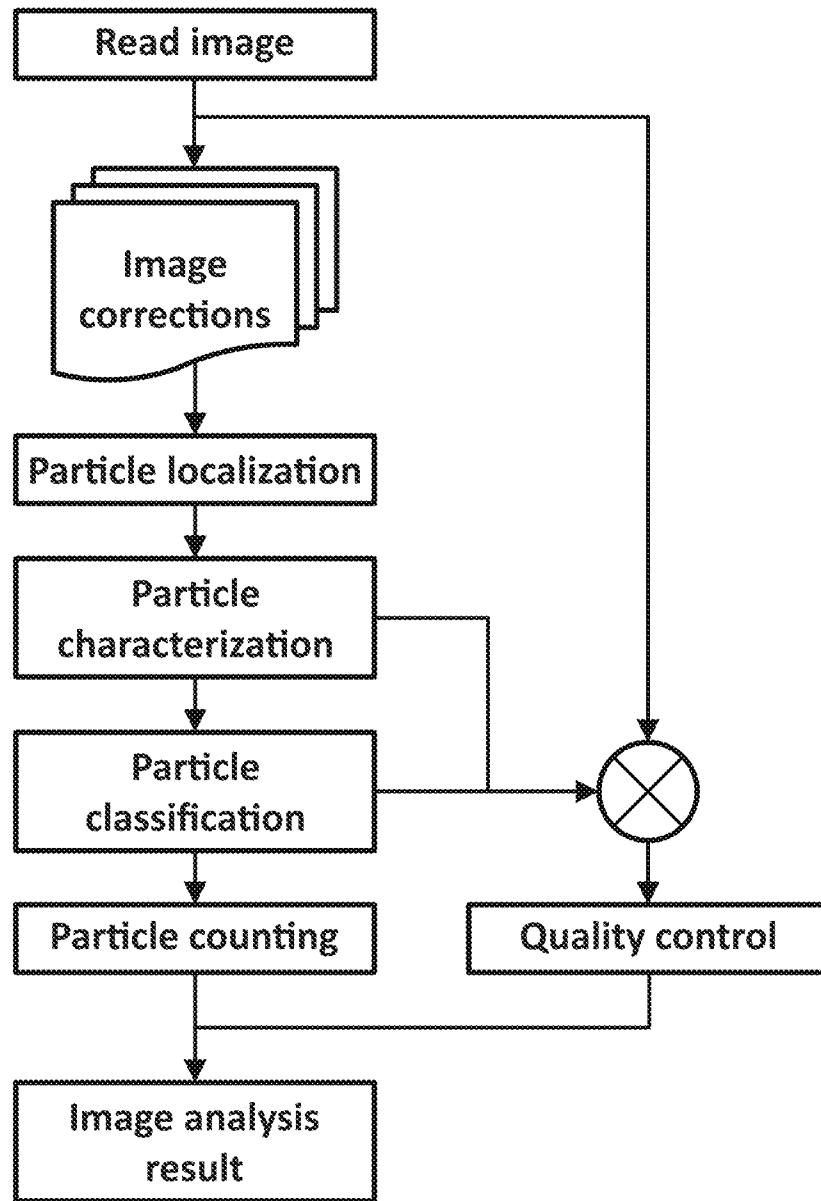 Read image
Image
corrections
Particle localization
Particle
characterization
Particle
classification
Particle counting
Quality control
Image analysis
result